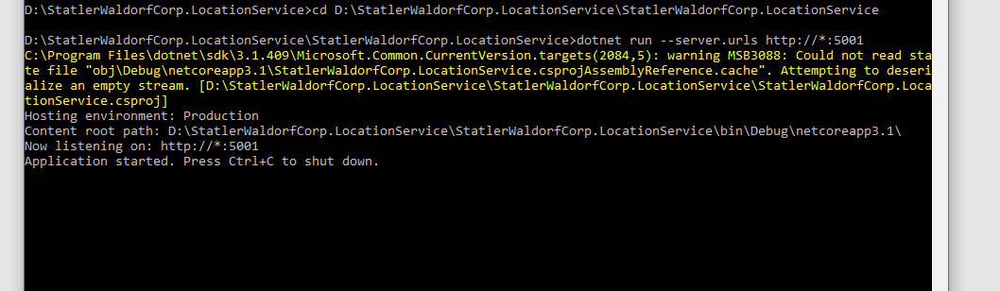 D:\StatlerWaldorfCorp.LocationService>cd D:\StatlerWaldorfCorp.LocationService\StatlerWaldorfCorp.LocationService
D:\StatlerWaldorfCorp.LocationService\StatlerWaldorfCorp.LocationService>dotnet run --server.urls http://*:5001
C:\Program Files\dotnet\sdk\3.1.409\Microsoft.Common.CurrentVersion.targets(2084,5): warning MSB3088: Could not read sta
te file "obj\Debug\netcoreapp3.1\StatlerWaldorfCorp.LocationService.csprojAssemblyReference.cache". Attempting to deseri
alize an empty stream. [D:\StatlerWaldorfCorp.LocationService\StatlerWaldorfCorp.LocationService\StatlerWaldorfCorp.Loca
tionService.csproj]
Hosting environment: Production
Content root path: D:\StatlerWaldorfCorp.LocationService\StatlerWaldorfCorp.LocationService\bin\Debug\netcoreapp3.1\
Now listening on: http://*:5001
Application started. Press Ctrl+C to shut down.